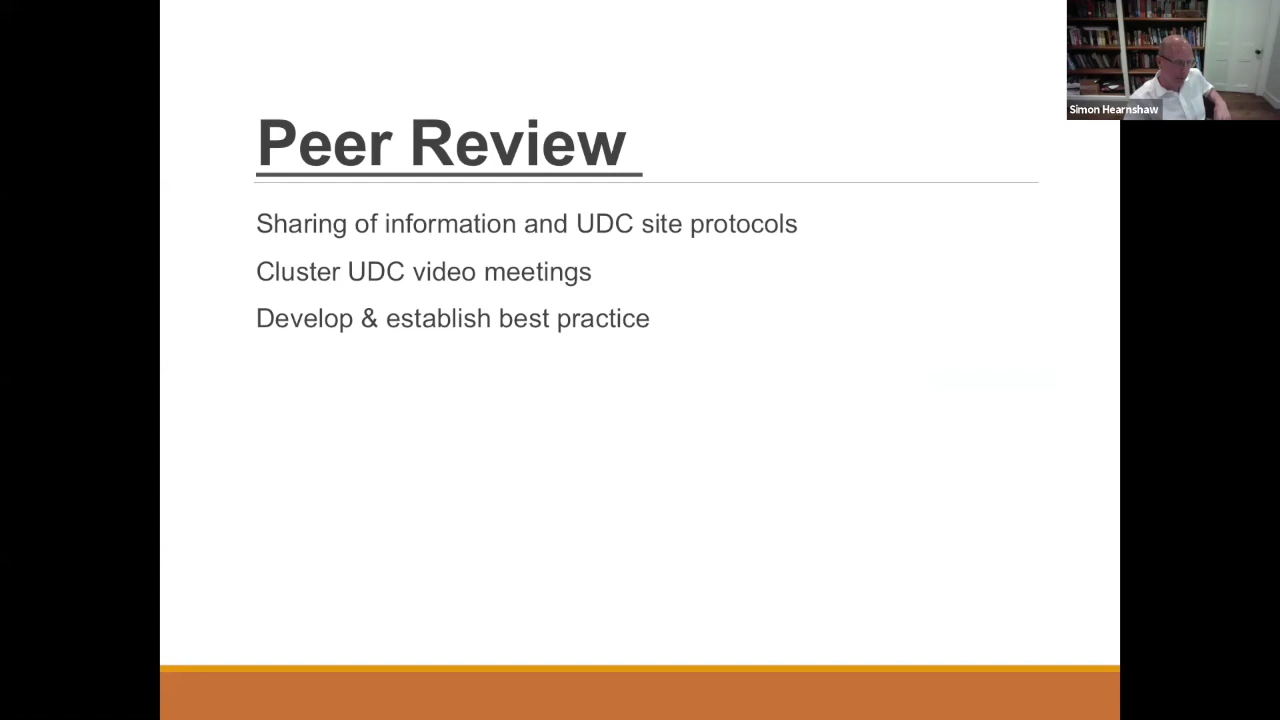 Simon Hearnshaw
Peer Review
Sharing of information and UDC site protocols
Cluster UDC video meetings
Develop & establish best practice